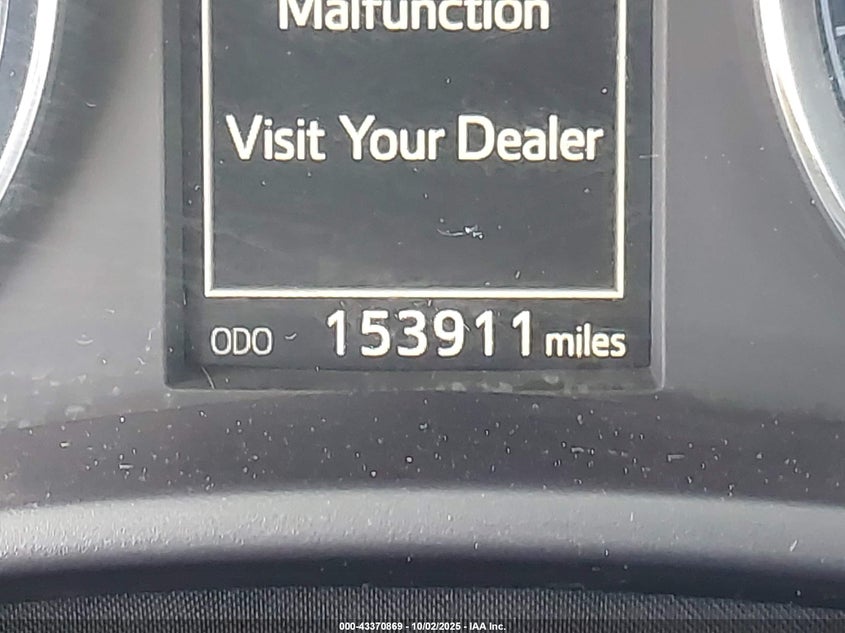 Malfunction
Visit Your Dealer
ODO 153911 miles
000-43370869 - 10/02/2025 - IAA Inc.